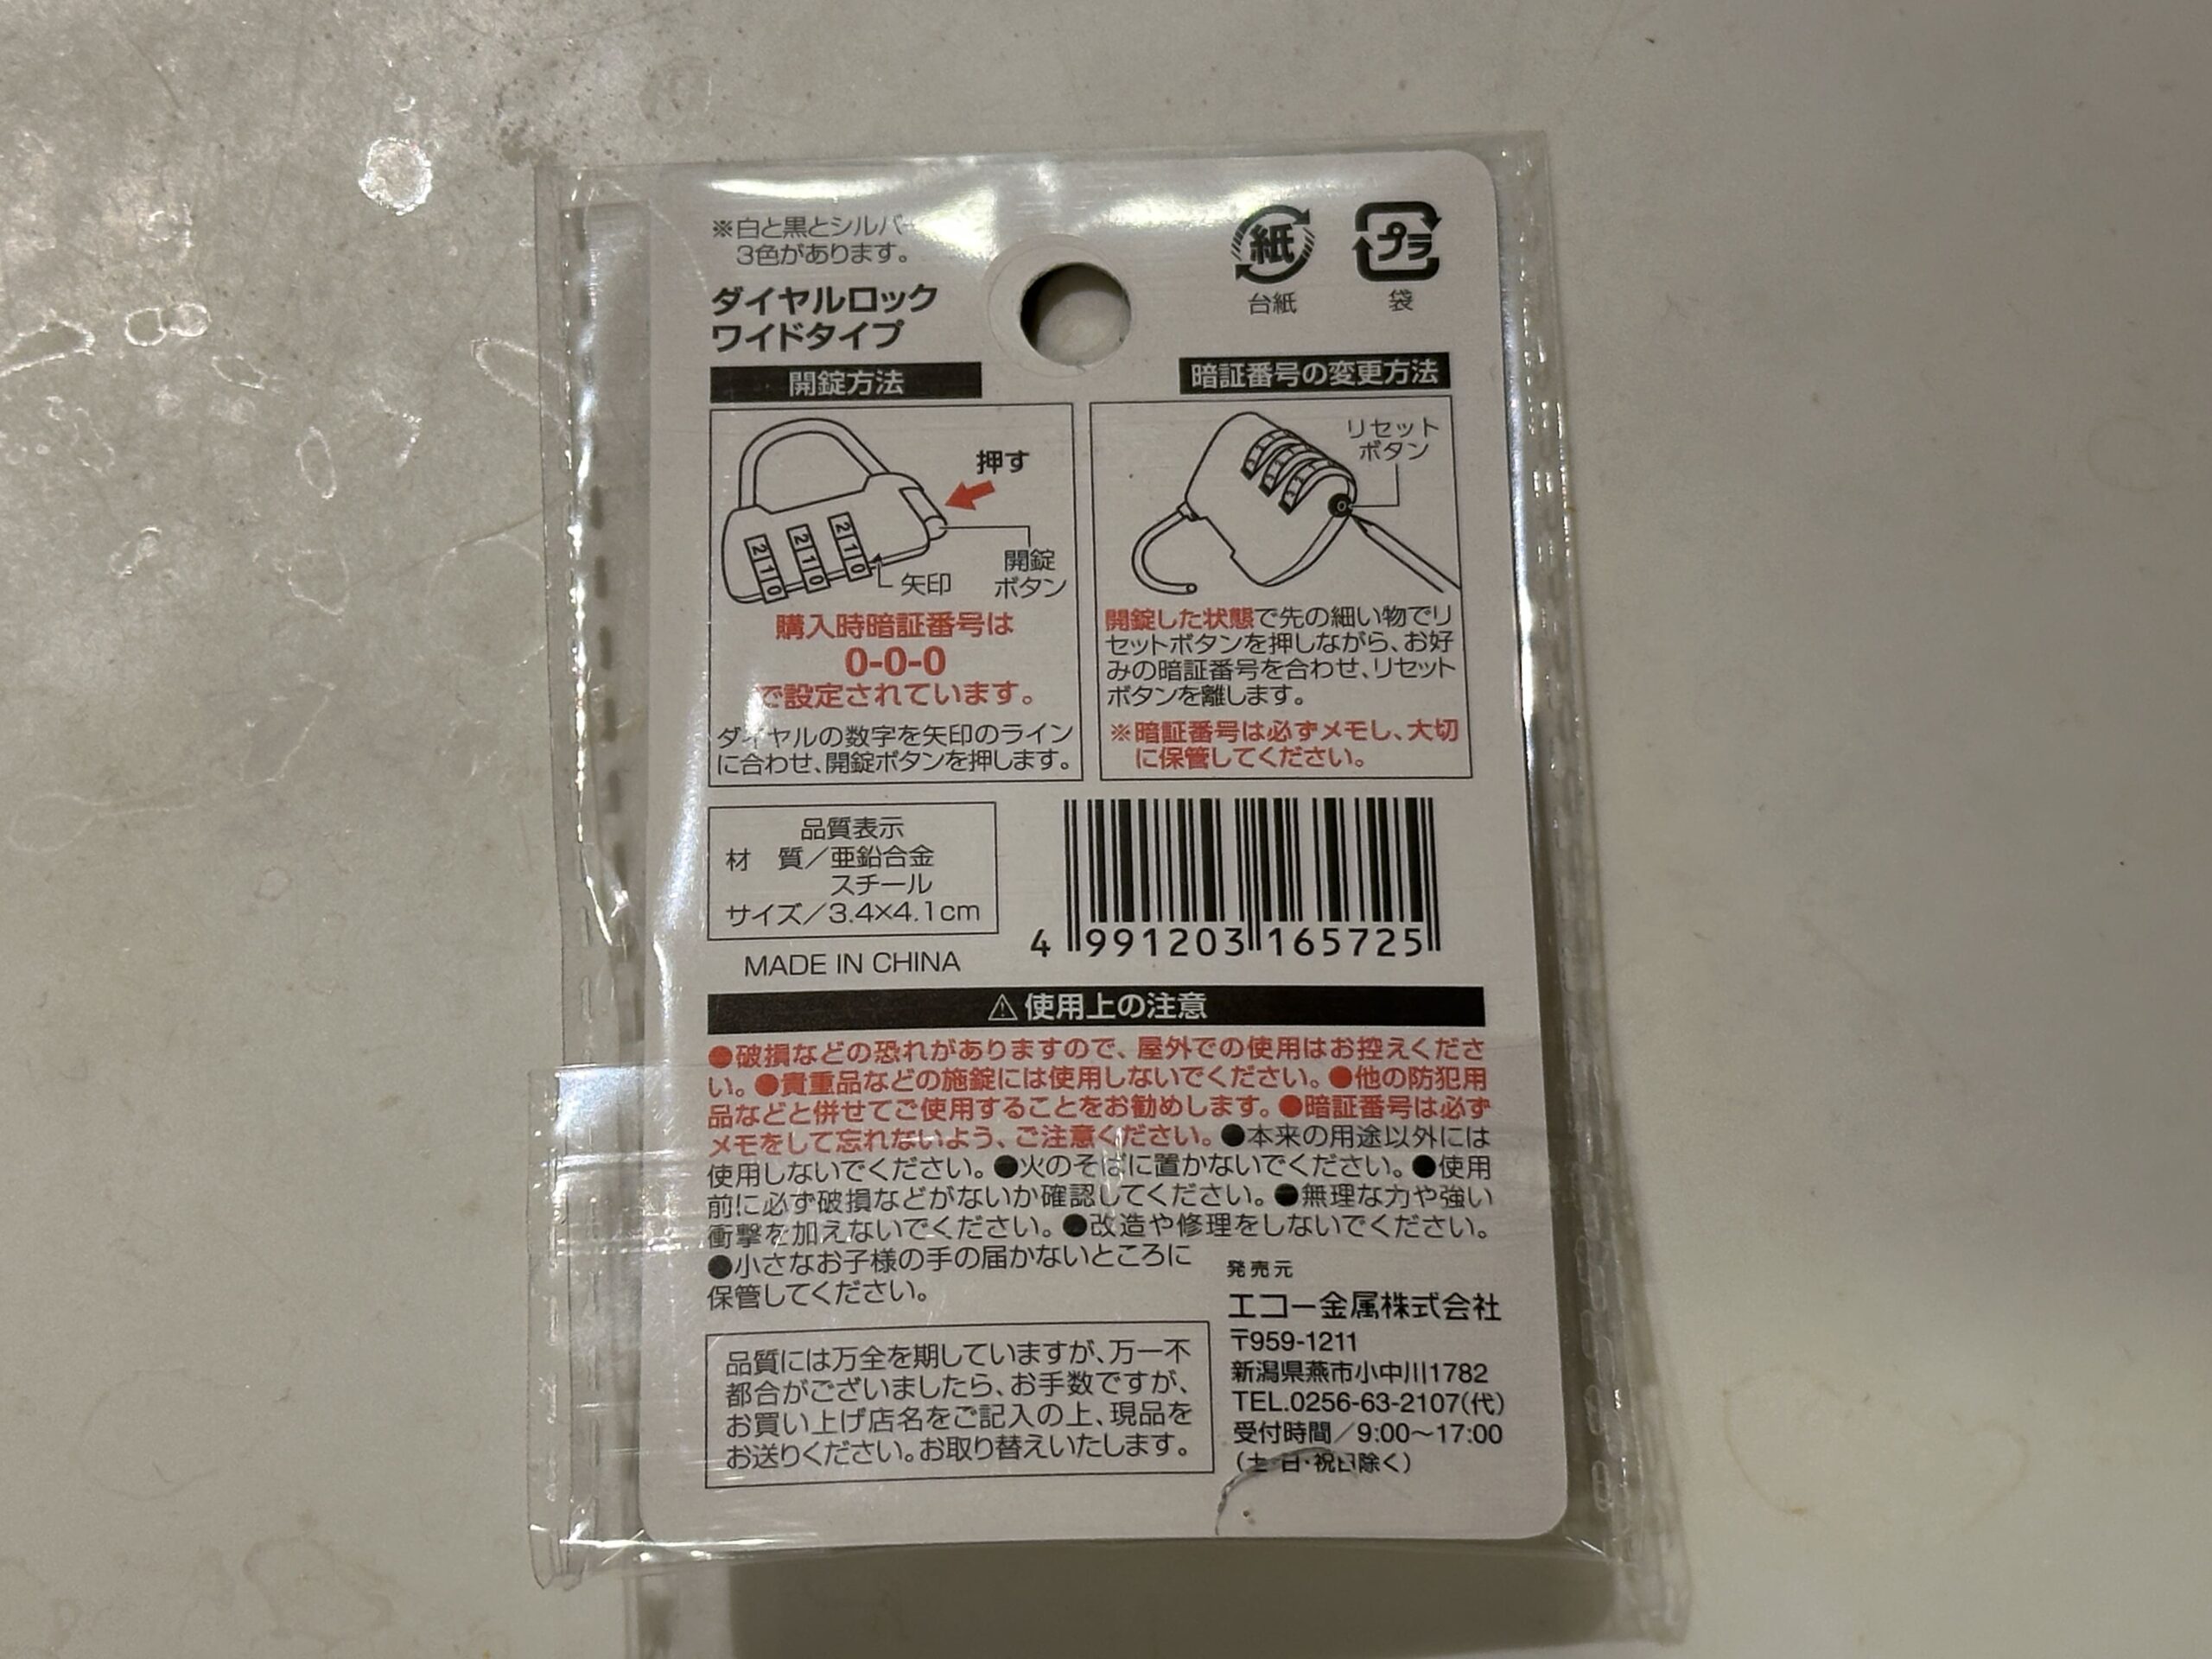 ※白と黒とシルバー
3色があります。
ダイヤルロック
ワイドタイプ
紙
台紙
プラ
袋
開錠方法
押す
開錠
ボタン
矢印
2 1 0
2 1 0
2 1 0
購入時暗証番号は
0-0-0
で設定されています。
ダイヤルの数字を矢印のライン
に合わせ、開錠ボタンを押します。
暗証番号の変更方法
リセット
ボタン
開錠した状態で先の細い物でリ
セットボタンを押しながら、お好
みの暗証番号を合わせ、リセット
ボタンを離します。
※暗証番号は必ずメモし、大切
に保管してください。
品質表示
材　質／亜鉛合金
スチール
サイズ／3.4×4.1cm
MADE IN CHINA
4 991203 165725
⚠使用上の注意
●破損などの恐れがありますので、屋外での使用はお控えくださ
い。●貴重品などの施錠には使用しないでください。●他の防犯用
品などと併せてご使用することをお勧めします。●暗証番号は必ず
メモをして忘れないよう、ご注意ください。●本来の用途以外には
使用しないでください。●火のそばに置かないでください。●使用
前に必ず破損などがないか確認してください。●無理な力や強い
衝撃を加えないでください。●改造や修理をしないでください。
●小さなお子様の手の届かないところに
保管してください。
品質には万全を期していますが、万一不
都合がございましたら、お手数ですが、
お買い上げ店名をご記入の上、現品を
お送りください。お取り替えいたします。
発売元
エコー金属株式会社
〒959-1211
新潟県燕市小中川1782
TEL.0256-63-2107(代)
受付時間／9:00〜17:00
(土・日・祝日除く)